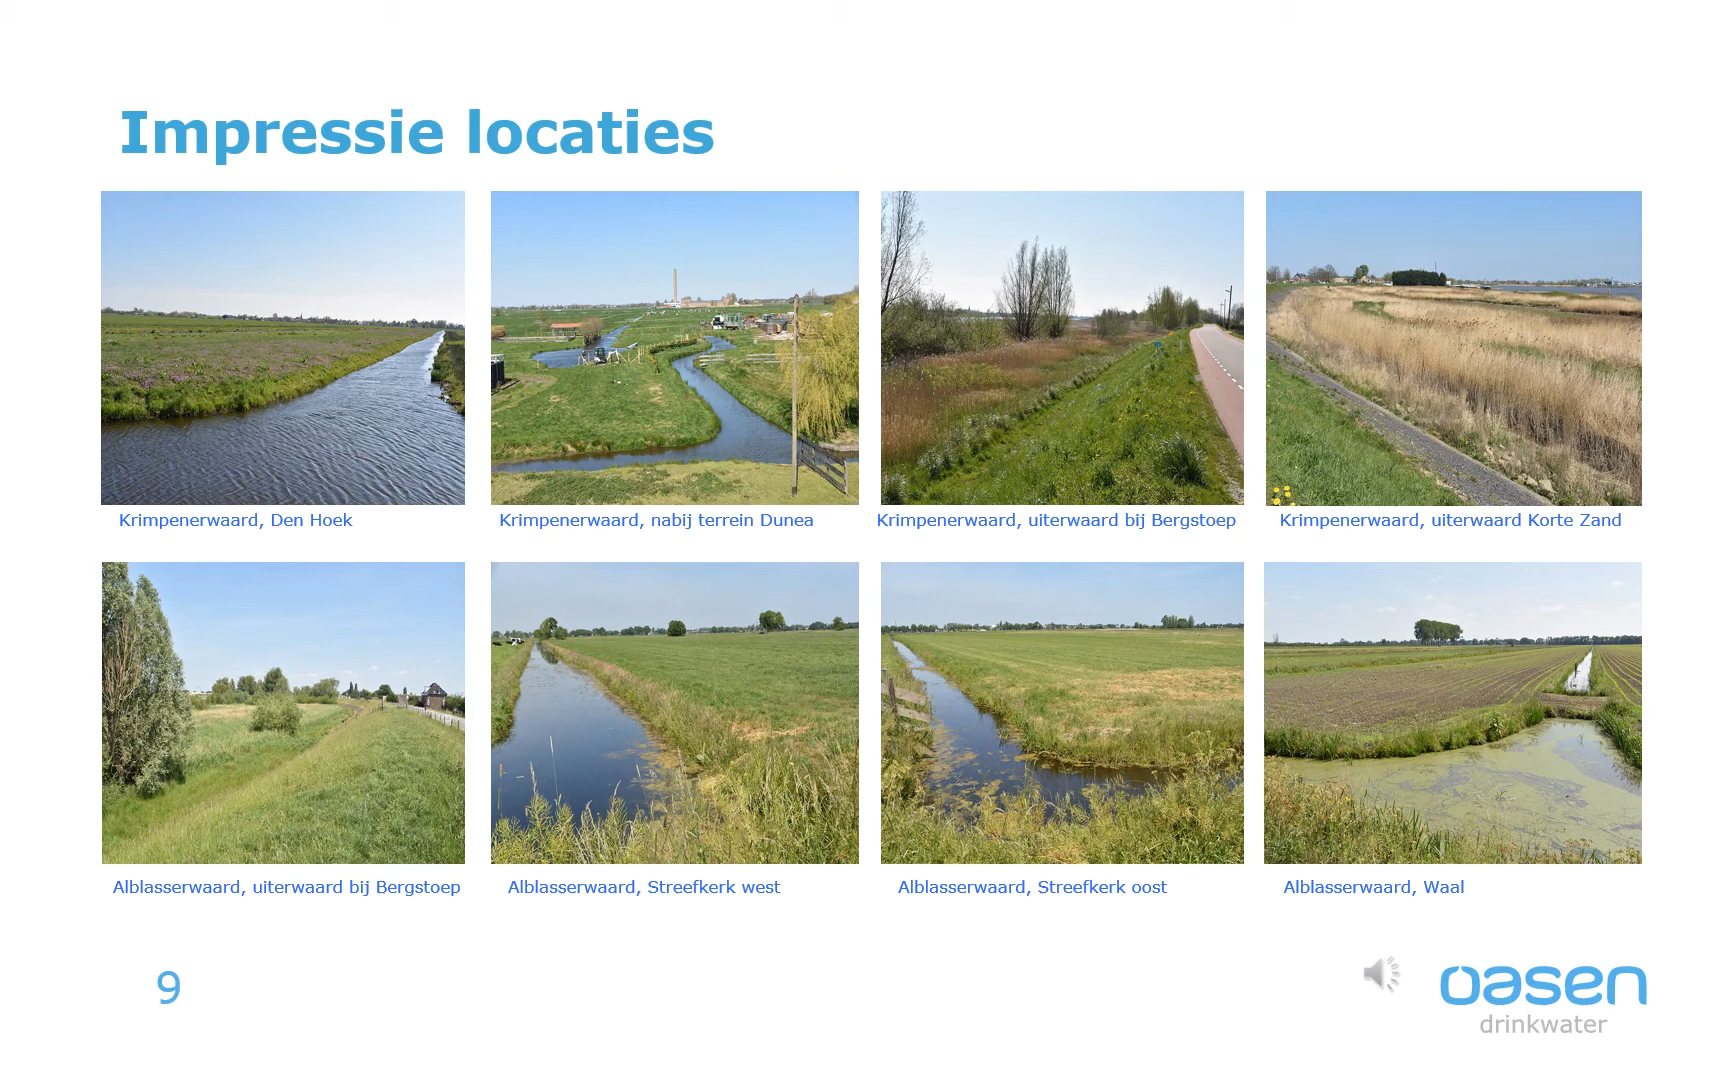 Impressie locaties
Krimpenerwaard, Den Hoek
Krimpenerwaard, nabij terrein Dunea
Krimpenerwaard, uiterwaard bij Bergstoep
Krimpenerwaard, uiterwaard Korte Zand
Alblasserwaard, uiterwaard bij Bergstoep
Alblasserwaard, Streefkerk west
Alblasserwaard, Streefkerk oost
Alblasserwaard, Waal
9
oasen
drinkwater